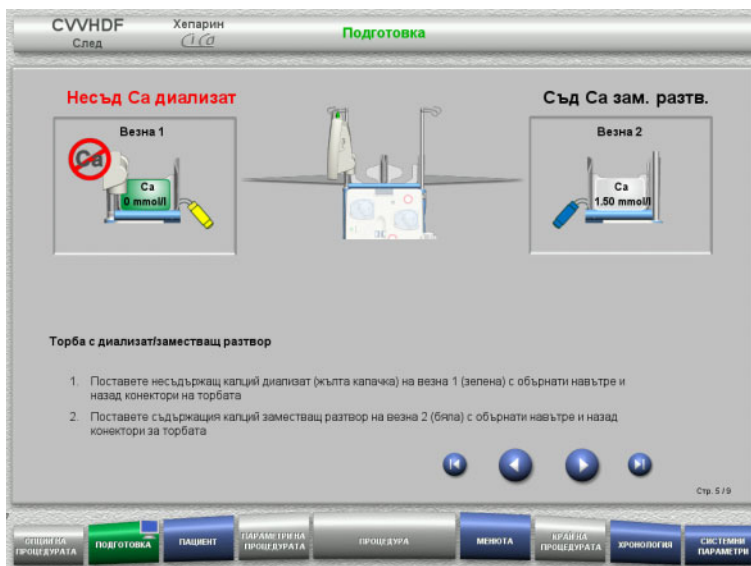 CVVHDF Хепарин
След CiCa
Подготовка
Несъд Ca диализат
Съд Ca зам. разтв.
Везна 1
Ca
Ca
0 mmol/l
Везна 2
Ca
1.50 mmol/l
Торба с диализат/заместващ разтвор
1. Поставете несъдържащ калций диализат (жълта капачка) на везна 1 (зелена) с обърнати навътре и
назад конектори на торбата
2. Поставете съдържащия калций заместващ разтвор на везна 2 (бяла) с обърнати навътре и назад
конектори за торбата
Стр. 5 / 9
ОПЦИИ НА
ПРОЦЕДУРАТА
ПОДГОТОВКА
ПАЦИЕНТ
ПАРАМЕТРИ НА
ПРОЦЕДУРАТА
ПРОЦЕДУРА
МЕНЮТА
КРАЙ НА
ПРОЦЕДУРАТА
ХРОНОЛОГИЯ
СИСТЕМНИ
ПАРАМЕТРИ